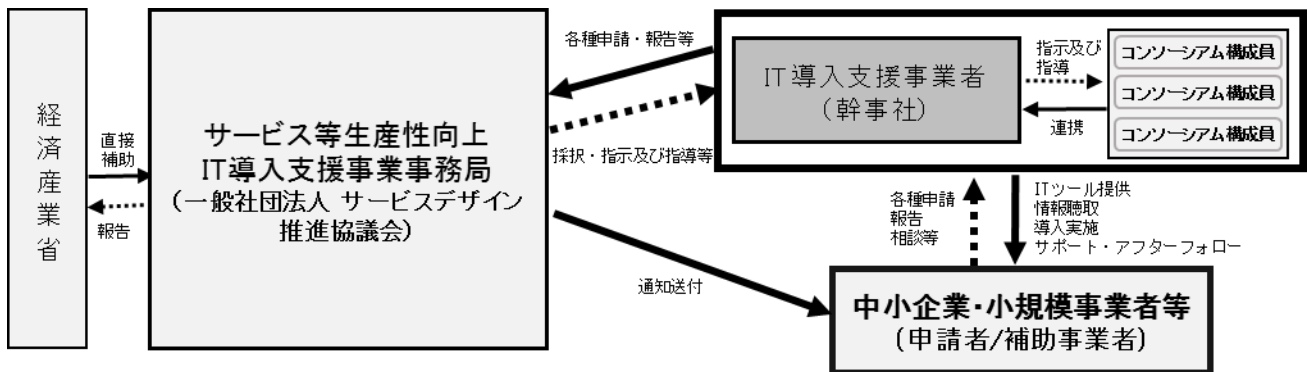 経済産業省
直接
補助
報告
サービス等生産性向上
IT導入支援事業事務局
(一般社団法人 サービスデザイン
推進協議会)
各種申請・報告等
採択・指示及び指導等
通知送付
IT導入支援事業者
(幹事社)
指示及び
指導
連携
コンソーシアム構成員
コンソーシアム構成員
コンソーシアム構成員
各種申請
報告
相談等
ITツール提供
情報聴取
導入実施
サポート・アフターフォロー
中小企業・小規模事業者等
(申請者/補助事業者)